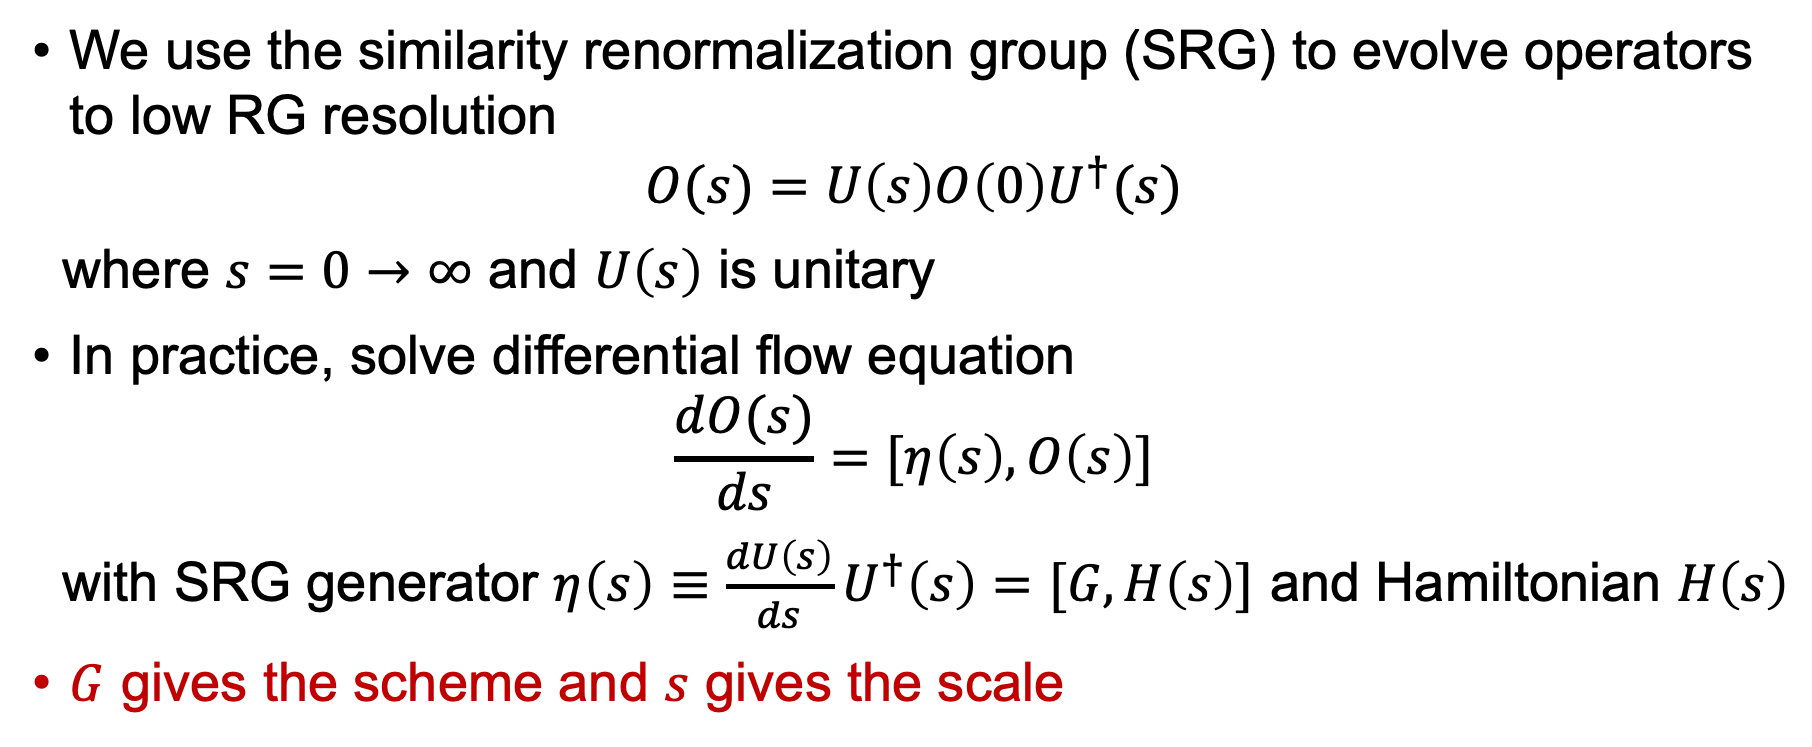 • We use the similarity renormalization group (SRG) to evolve operators
to low RG resolution
O(s) = U(s)O(0)U†(s)
where s = 0 → ∞ and U(s) is unitary
• In practice, solve differential flow equation
dO(s)/ds = [η(s), O(s)]
with SRG generator η(s) ≡ dU(s)/ds U†(s) = [G, H(s)] and Hamiltonian H(s)
• G gives the scheme and s gives the scale